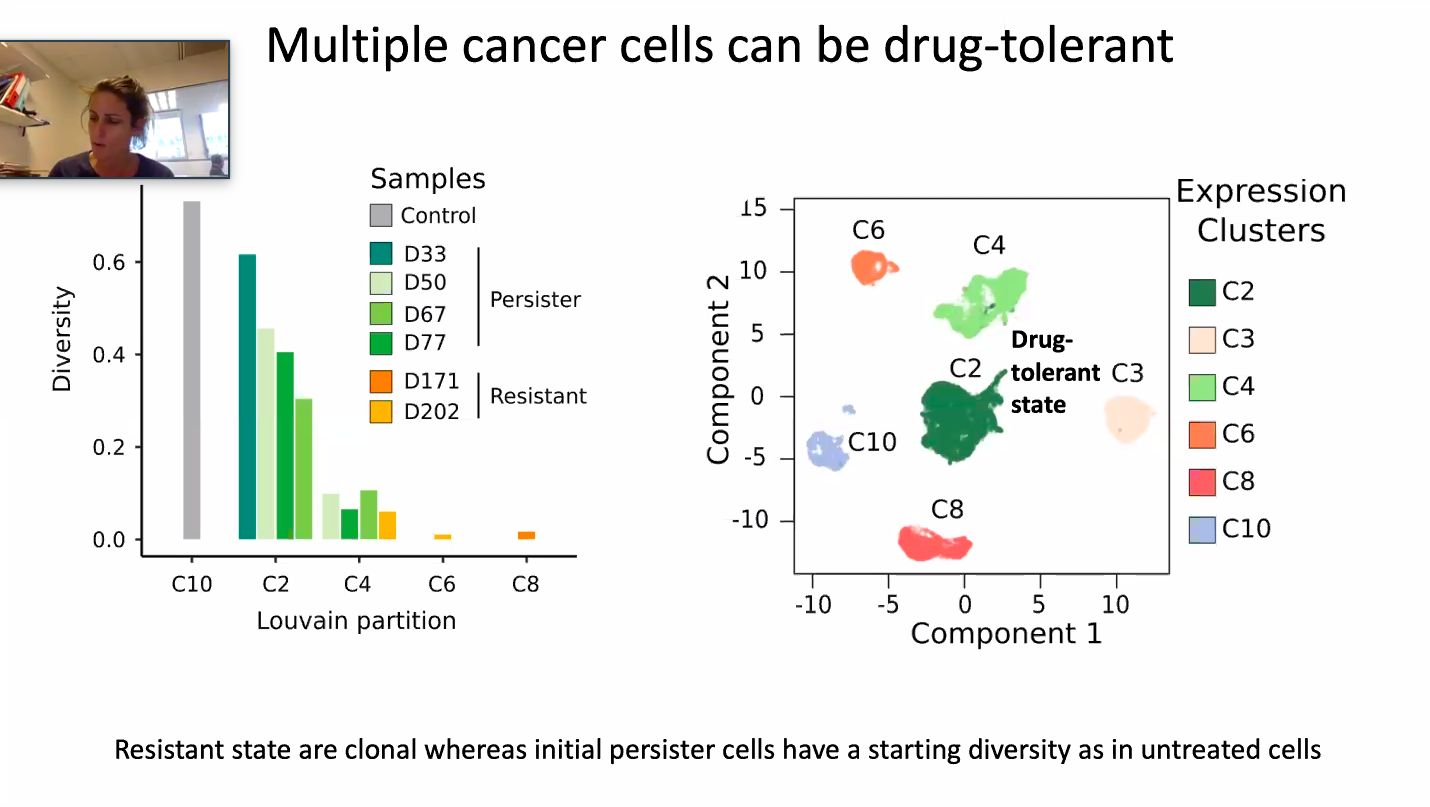 Multiple cancer cells can be drug-tolerant
Samples
Control
D33
D50
D67
D77
Persister
D171
D202
Resistant
Diversity
0.6
0.4
0.2
0.0
C10 C2 C4 C6 C8
Louvain partition
Component 2
15
10
5
0
-5
-10
C6
C4
C2
C3
C10
C8
Drug-
tolerant
state
-10 -5 0 5 10
Component 1
Expression
Clusters
C2
C3
C4
C6
C8
C10
Resistant state are clonal whereas initial persister cells have a starting diversity as in untreated cells